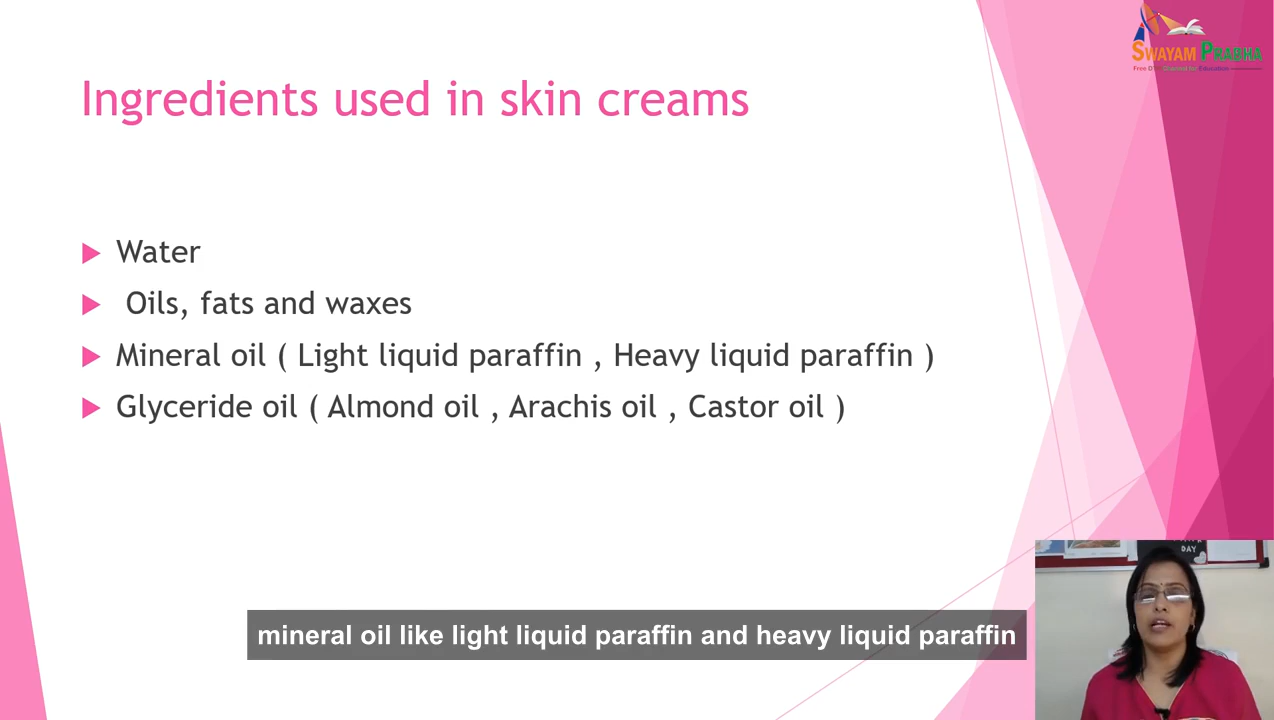 SWAYAM PRABHA
Ingredients used in skin creams
Water
Oils, fats and waxes
Mineral oil ( Light liquid paraffin , Heavy liquid paraffin )
Glyceride oil ( Almond oil , Arachis oil , Castor oil )
DAY
mineral oil like light liquid paraffin and heavy liquid paraffin